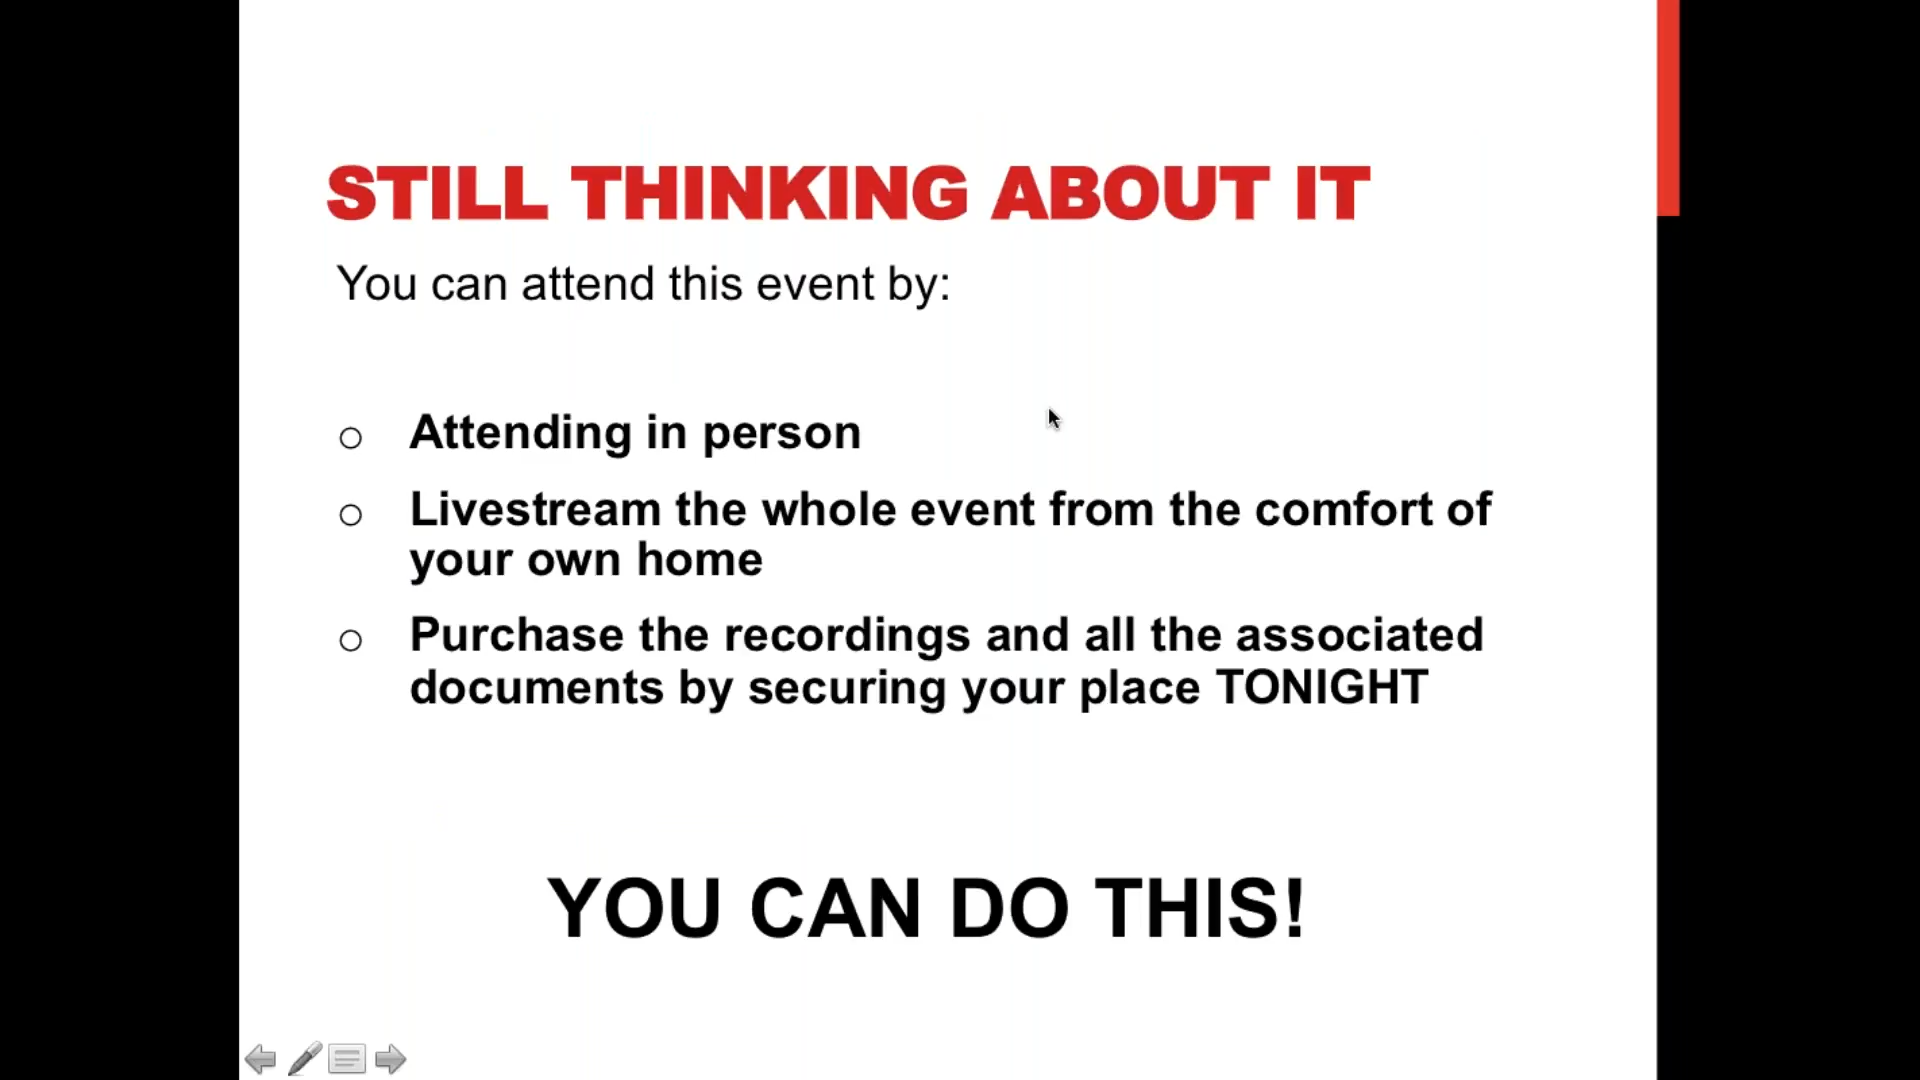 STILL THINKING ABOUT IT
You can attend this event by:
Attending in person
Livestream the whole event from the comfort of
your own home
Purchase the recordings and all the associated
documents by securing your place TONIGHT
YOU CAN DO THIS!